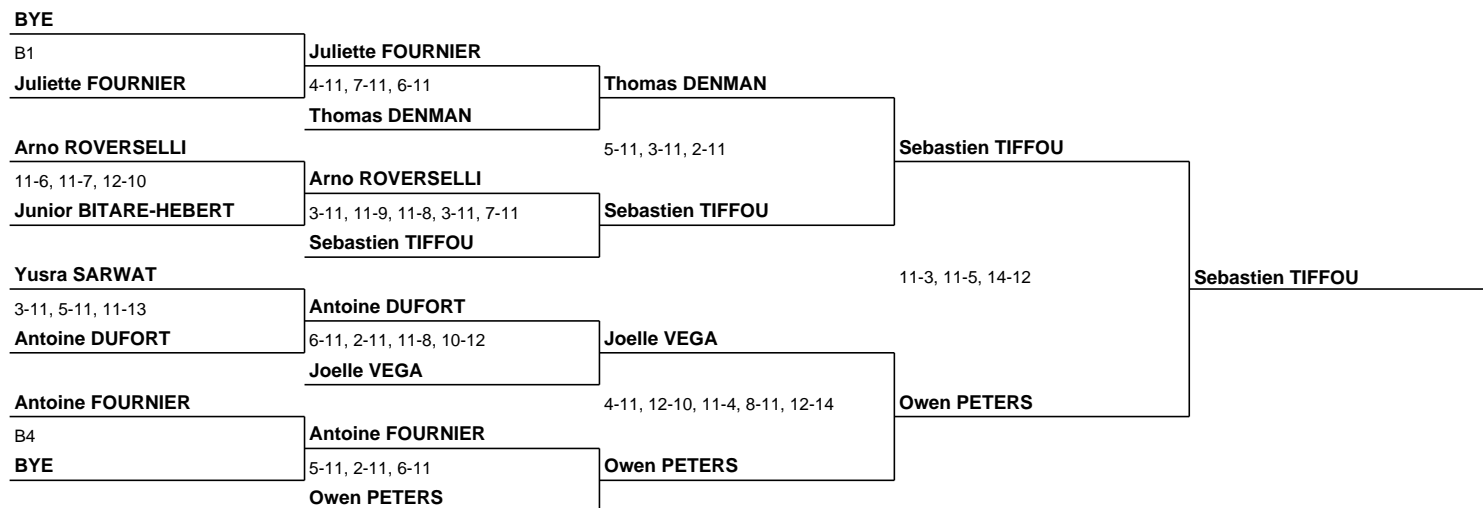 BYE
B1
Juliette FOURNIER
Juliette FOURNIER
4-11, 7-11, 6-11
Thomas DENMAN
Thomas DENMAN
Arno ROVERSELLI
11-6, 11-7, 12-10
Junior BITARE-HEBERT
Arno ROVERSELLI
3-11, 11-9, 11-8, 3-11, 7-11
Sebastien TIFFOU
5-11, 3-11, 2-11
Sebastien TIFFOU
Sebastien TIFFOU
Yusra SARWAT
3-11, 5-11, 11-13
Antoine DUFORT
Antoine DUFORT
6-11, 2-11, 11-8, 10-12
Joelle VEGA
Joelle VEGA
Antoine FOURNIER
B4
BYE
Antoine FOURNIER
5-11, 2-11, 6-11
Owen PETERS
4-11, 12-10, 11-4, 8-11, 12-14
Owen PETERS
Owen PETERS
11-3, 11-5, 14-12
Sebastien TIFFOU